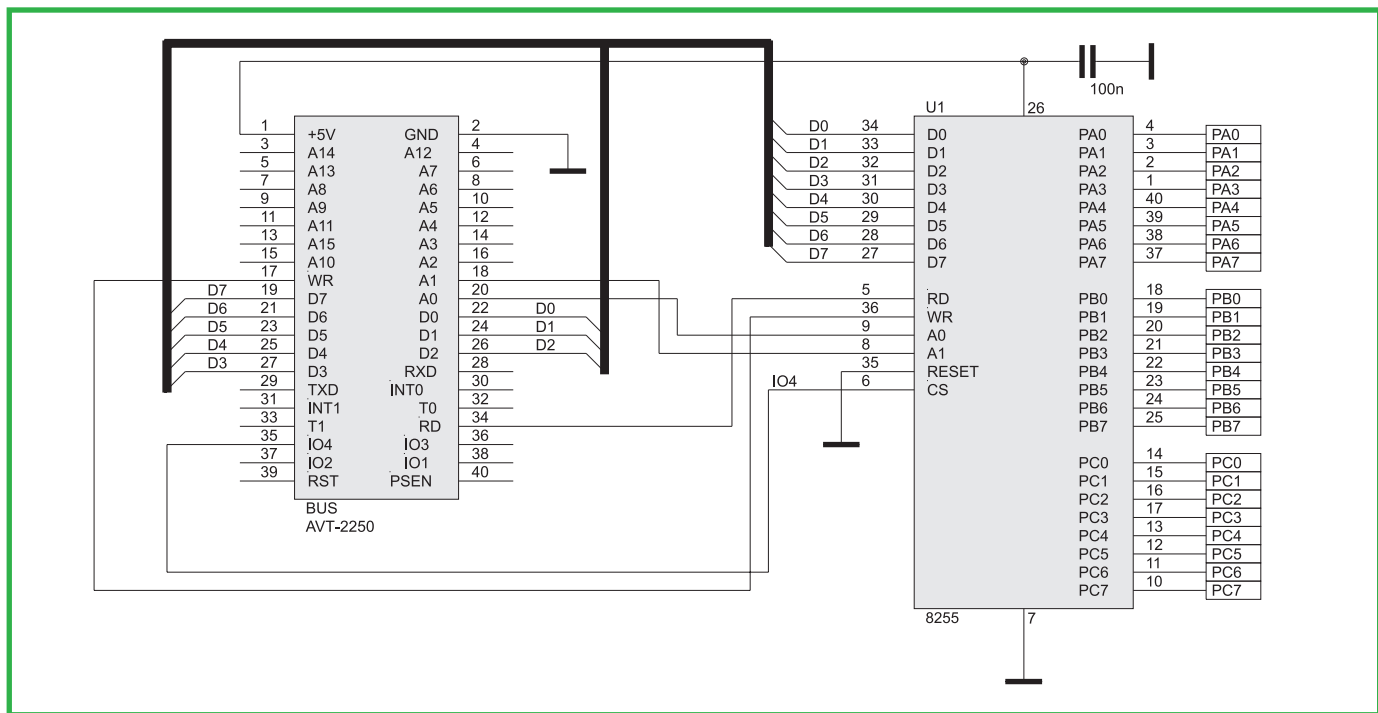 100n
U1
26
1 +5V GND 2
3 A14 A12 4
5 A13 A7 6
7 A8 A6 8
9 A9 A5 10
11 A11 A4 12
13 A15 A3 14
15 A10 A2 16
17 WR A1 18
D7 19 D7 A0 20
D6 21 D6 D0 22 D0
D5 23 D5 D1 24 D1
D4 25 D4 D2 26 D2
D3 27 D3 RXD 28
29 TXD INT0 30
31 INT1 T0 32
33 T1 RD 34
35 IO4 IO3 36
37 IO2 IO1 38
39 RST PSEN 40
BUS
AVT-2250
D0 34 D0 PA0 4 PA0
D1 33 D1 PA1 3 PA1
D2 32 D2 PA2 2 PA2
D3 31 D3 PA3 1 PA3
D4 30 D4 PA4 40 PA4
D5 29 D5 PA5 39 PA5
D6 28 D6 PA6 38 PA6
D7 27 D7 PA7 37 PA7
5 RD PB0 18 PB0
36 WR PB1 19 PB1
9 A0 PB2 20 PB2
8 A1 PB3 21 PB3
35 RESET PB4 22 PB4
IO4 6 CS PB5 23 PB5
PB6 24 PB6
PB7 25 PB7
PC0 14 PC0
PC1 15 PC1
PC2 16 PC2
PC3 17 PC3
PC4 13 PC4
PC5 12 PC5
PC6 11 PC6
PC7 10 PC7
8255
7